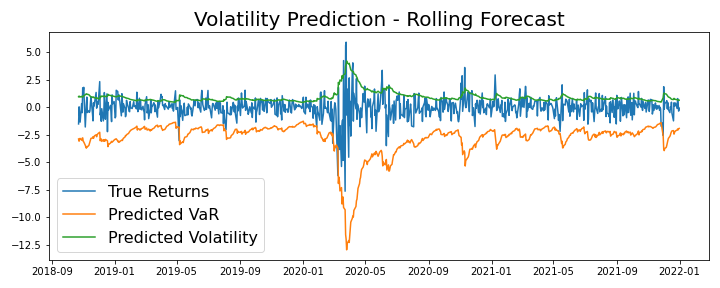 Volatility Prediction - Rolling Forecast
5.0
2.5
0.0
−2.5
−5.0
−7.5
−10.0
−12.5
True Returns
Predicted VaR
Predicted Volatility
2018-09 2019-01 2019-05 2019-09 2020-01 2020-05 2020-09 2021-01 2021-05 2021-09 2022-01